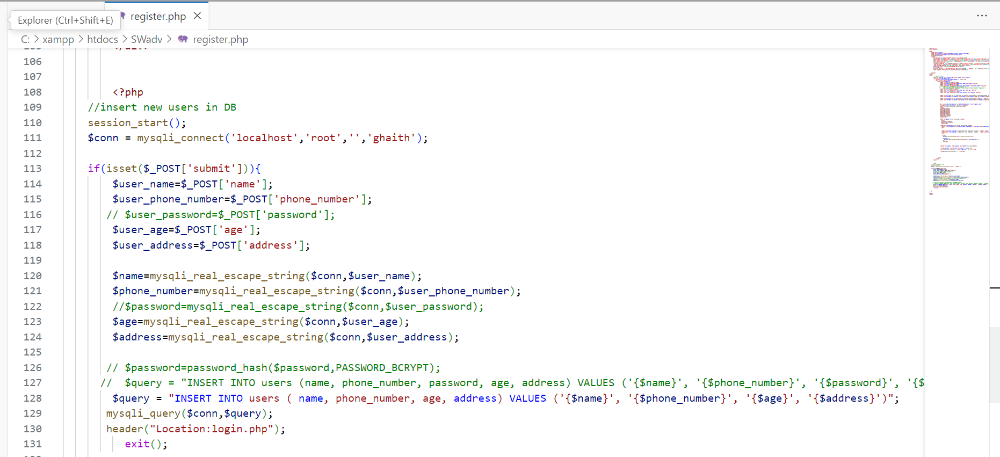 Explorer (Ctrl+Shift+E)
register.php
C: > xampp > htdocs > SWadv > register.php
105 </div>
106
107
108 <?php
109 //insert new users in DB
110 session_start();
111 $conn = mysqli_connect('localhost','root','','ghaith');
112
113 if(isset($_POST['submit'])){
114 $user_name=$_POST['name'];
115 $user_phone_number=$_POST['phone_number'];
116 // $user_password=$_POST['password'];
117 $user_age=$_POST['age'];
118 $user_address=$_POST['address'];
119
120 $name=mysqli_real_escape_string($conn,$user_name);
121 $phone_number=mysqli_real_escape_string($conn,$user_phone_number);
122 //$password=mysqli_real_escape_string($conn,$user_password);
123 $age=mysqli_real_escape_string($conn,$user_age);
124 $address=mysqli_real_escape_string($conn,$user_address);
125
126 // $password=password_hash($password,PASSWORD_BCRYPT);
127 //  $query = "INSERT INTO users (name, phone_number, password, age, address) VALUES ('{$name}', '{$phone_number}', '{$password}', '{$
128 $query = "INSERT INTO users ( name, phone_number, age, address) VALUES ('{$name}', '{$phone_number}', '{$age}', '{$address}')";
129 mysqli_query($conn,$query);
130 header("Location:login.php");
131 exit();